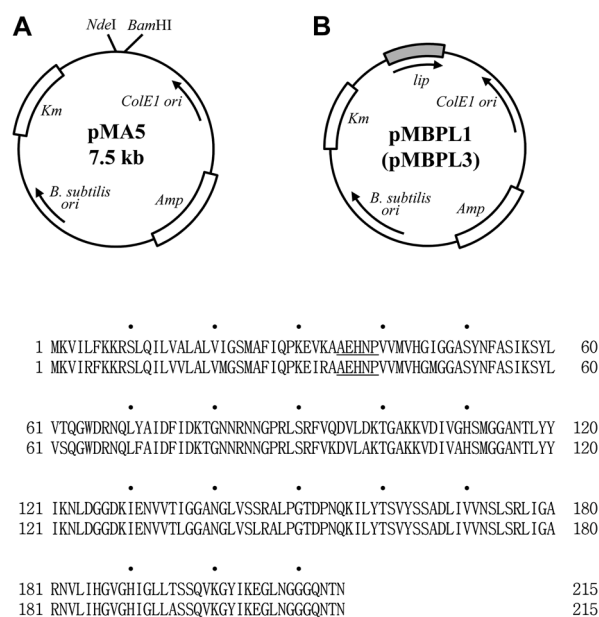 A
B
NdeI BamHI
Km
ColE1 ori
pMA5
7.5 kb
B. subtilis
ori
Amp
lip
Km
ColE1 ori
pMBPL1
(pMBPL3)
B. subtilis
ori
Amp
1 MKVILFKKRSLQILVALALVIGSMAFIQPKEVKAAEHNPVVMVHGIGGASYNFASIKSYL 60
1 MKVIRFKKRSLQILVVLALVMGSMAFIQPKEIRAAEHNPVVMVHGMGGASYNFASIKSYL 60
61 VTQGWDRNQLYAIDFIDKTGNNRNNGPRLSRFVQDVLDKTGAKKVDIVGHSMGGANTLYY 120
61 VSQGWDRNQLFAIDFIDKTGNNRNNGPRLSRFVKDVLAKTGAKKVDIVAHSMGGANTLYY 120
121 IKNLDGGDKIENVVTIGGANGLVSSRALPGTDPNQKILYTSVYSSADLIVVNSLSRLIGA 180
121 IKNLDGGDKIENVVTLGGANGLVSLRALPGTDPNQKILYTSVYSSADLIVVNSLSRLIGA 180
181 RNVLIHGVGHIGLLTSSQVKGYIKEGLNGGGQNTN 215
181 RNVLIHGVGHIGLLASSQVKGYIKEGLNGGGQNTN 215